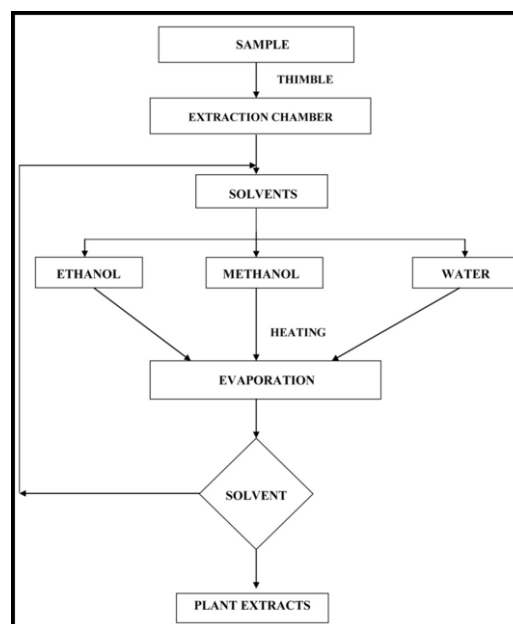 SAMPLE
THIMBLE
EXTRACTION CHAMBER
SOLVENTS
ETHANOL
METHANOL
WATER
HEATING
EVAPORATION
SOLVENT
PLANT EXTRACTS